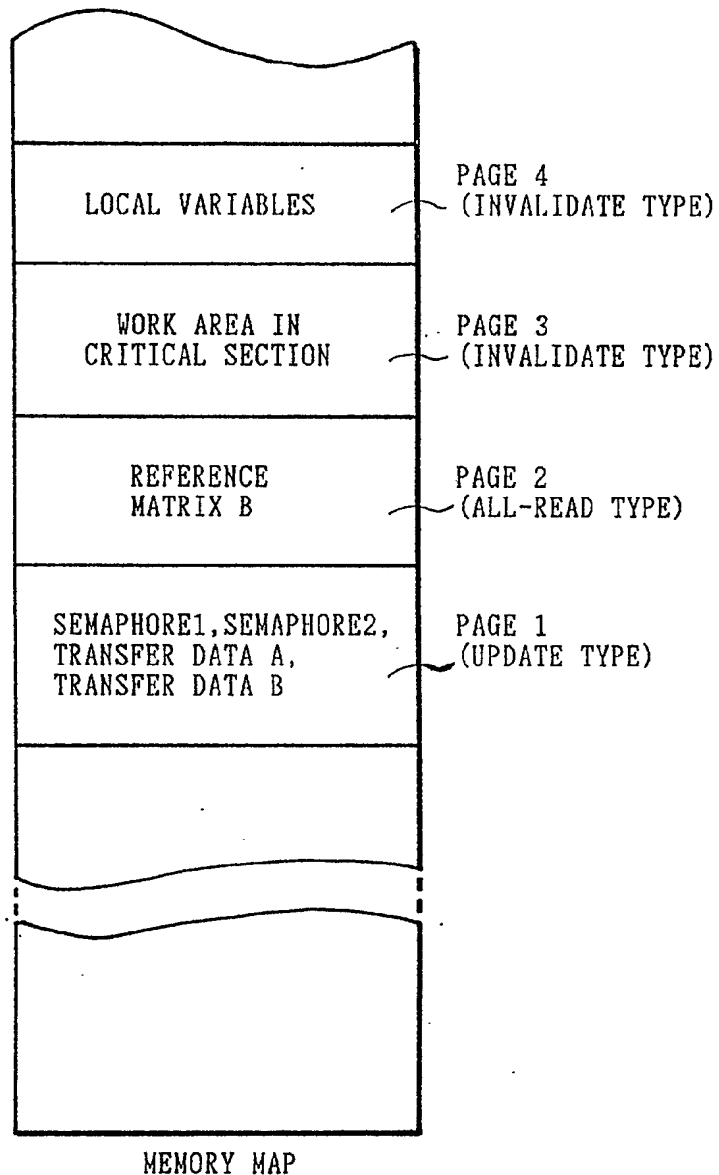 LOCAL VARIABLES
PAGE 4
(INVALIDATE TYPE)
WORK AREA IN
CRITICAL SECTION
PAGE 3
(INVALIDATE TYPE)
REFERENCE
MATRIX B
PAGE 2
(ALL-READ TYPE)
SEMAPHORE1,SEMAPHORE2,
TRANSFER DATA A,
TRANSFER DATA B
PAGE 1
(UPDATE TYPE)
MEMORY MAP